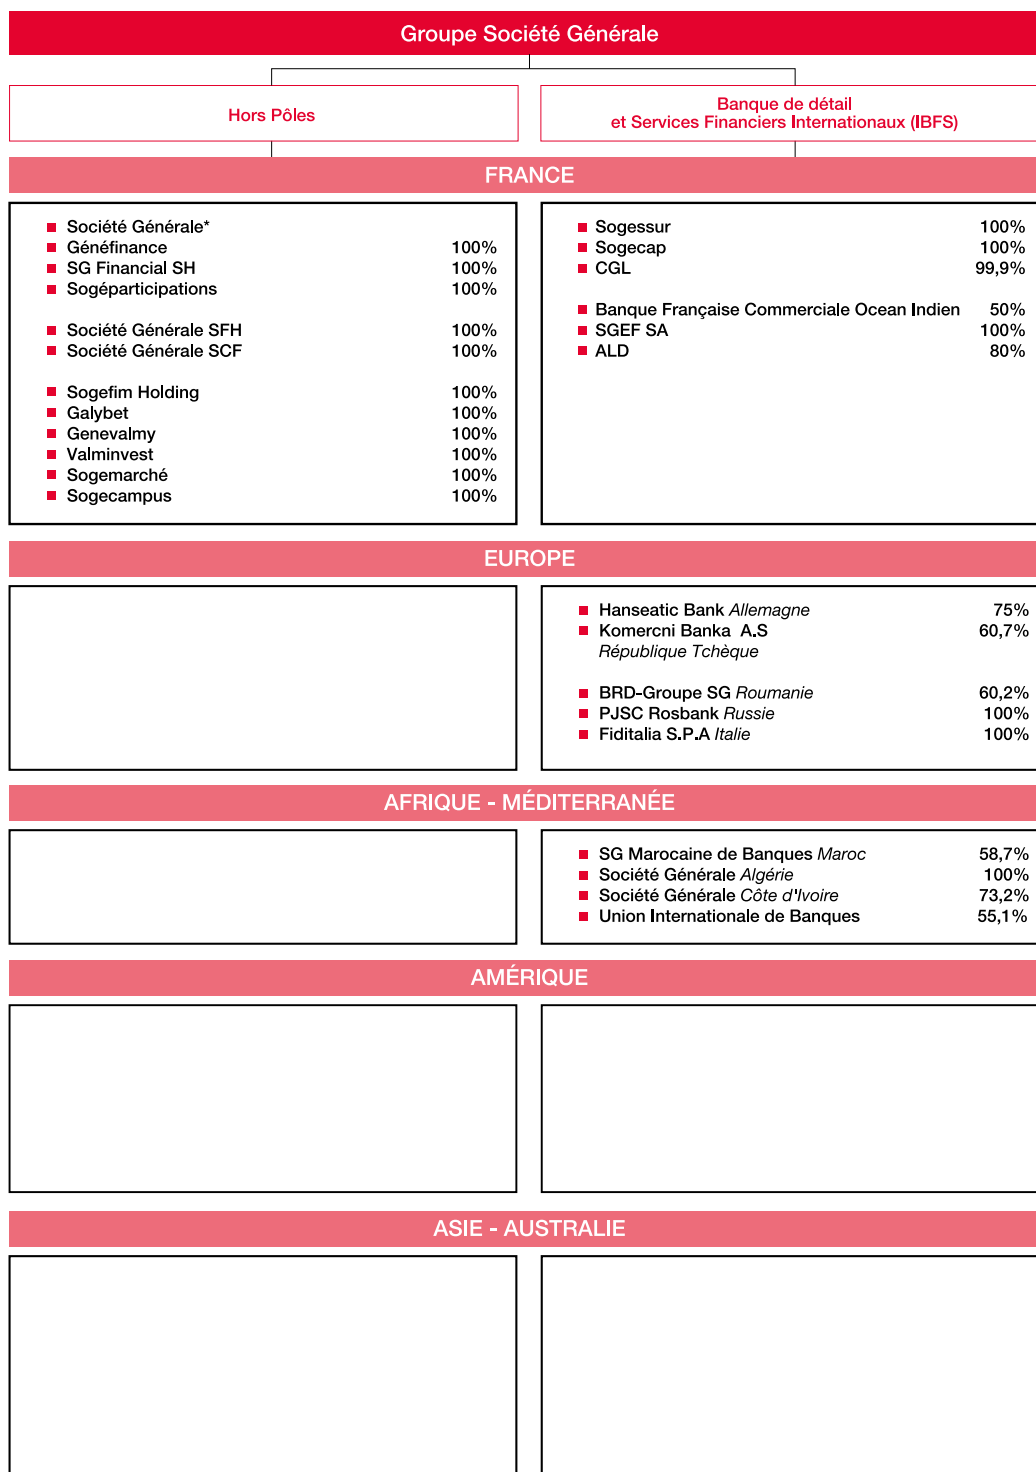 Groupe Société Générale
Hors Pôles
Banque de détail
et Services Financiers Internationaux (IBFS)
FRANCE
Société Générale*
Généfinance 100%
SG Financial SH 100%
Sogéparticipations 100%
Société Générale SFH 100%
Société Générale SCF 100%
Sogefim Holding 100%
Galybet 100%
Genevalmy 100%
Valminvest 100%
Sogemarché 100%
Sogecampus 100%
Sogessur 100%
Sogecap 100%
CGL 99,9%
Banque Française Commerciale Ocean Indien 50%
SGEF SA 100%
ALD 80%
EUROPE
Hanseatic Bank Allemagne 75%
Komercni Banka A.S 60,7%
République Tchèque
BRD-Groupe SG Roumanie 60,2%
PJSC Rosbank Russie 100%
Fiditalia S.P.A Italie 100%
AFRIQUE - MÉDITERRANÉE
SG Marocaine de Banques Maroc 58,7%
Société Générale Algérie 100%
Société Générale Côte d'Ivoire 73,2%
Union Internationale de Banques 55,1%
AMÉRIQUE
ASIE - AUSTRALIE